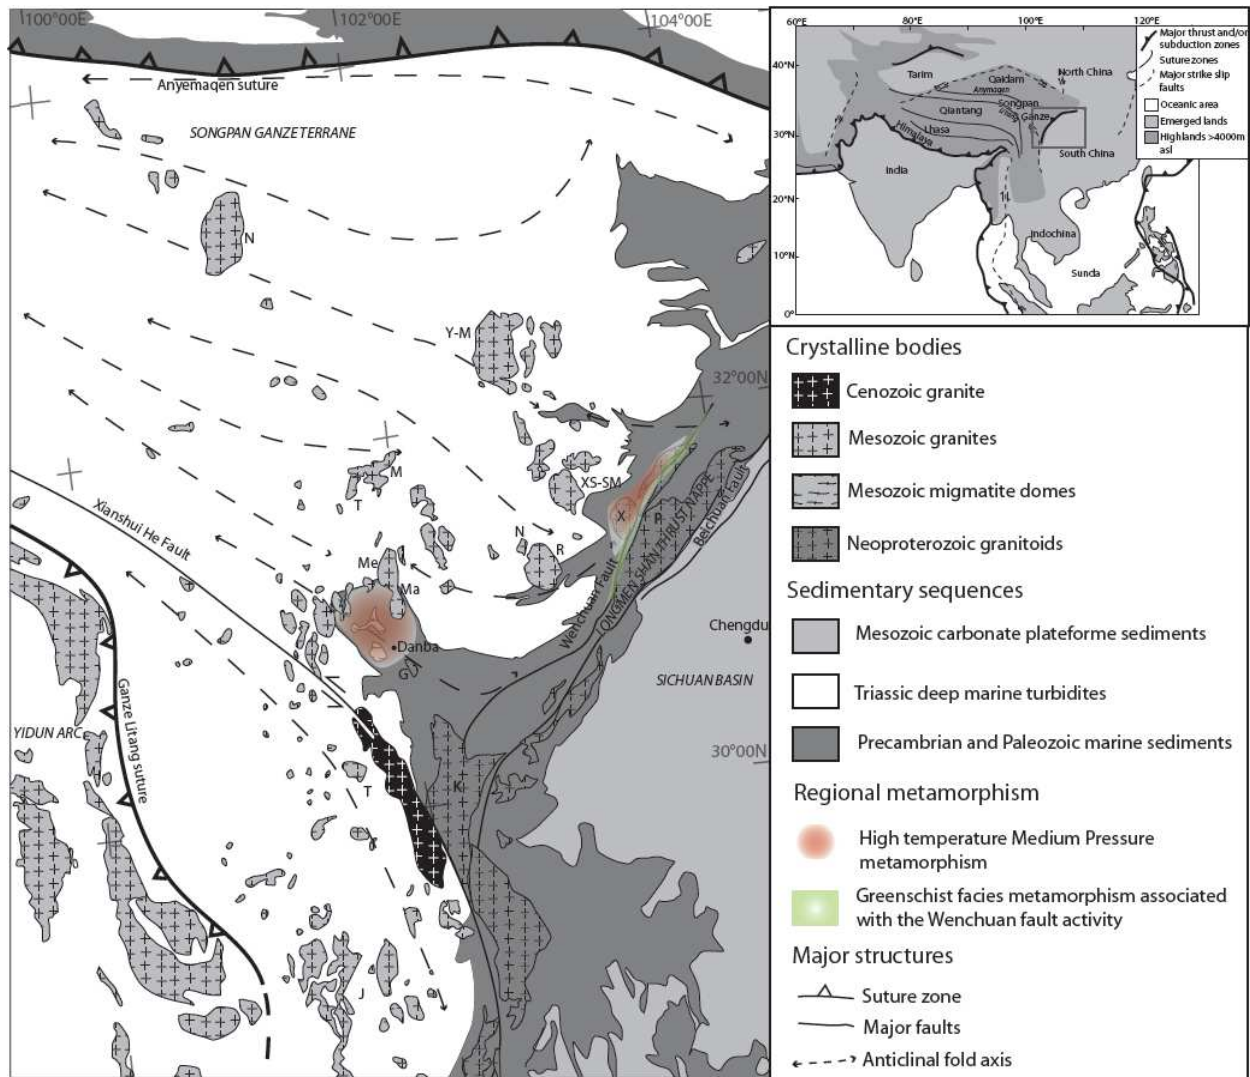 100°00E
102°00E
104°00E
Anyemaqen suture
SONGPAN GANZE TERRANE
N
Y-M
32°00N
M
XS-SM
T
X
P
LONGMEN SHAN THRUST NAPPE
Beichuan Fault
Xianshui He Fault
N
R
Me
Ma
Wenchuan Fault
Chengdu
Danba
G
SICHUAN BASIN
YIDUN ARC
Ganze Litang suture
30°00N
T
K
J
60°E
80°E
100°E
120°E
40°N
30°N
20°N
10°N
0°
Tarim
Qaidam
North China
Anymaqen
Songpan
Ganze
Qiantang
Lhasa
Himalaya
South China
India
Indochina
Sunda
Major thrust and/or
subduction zones
Suture zones
Major strike slip
faults
Oceanic area
Emerged lands
Highlands >4000m
asl
Crystalline bodies
Cenozoic granite
Mesozoic granites
Mesozoic migmatite domes
Neoproterozoic granitoids
Sedimentary sequences
Mesozoic carbonate plateforme sediments
Triassic deep marine turbidites
Precambrian and Paleozoic marine sediments
Regional metamorphism
High temperature Medium Pressure
metamorphism
Greenschist facies metamorphism associated
with the Wenchuan fault activity
Major structures
Suture zone
Major faults
Anticlinal fold axis